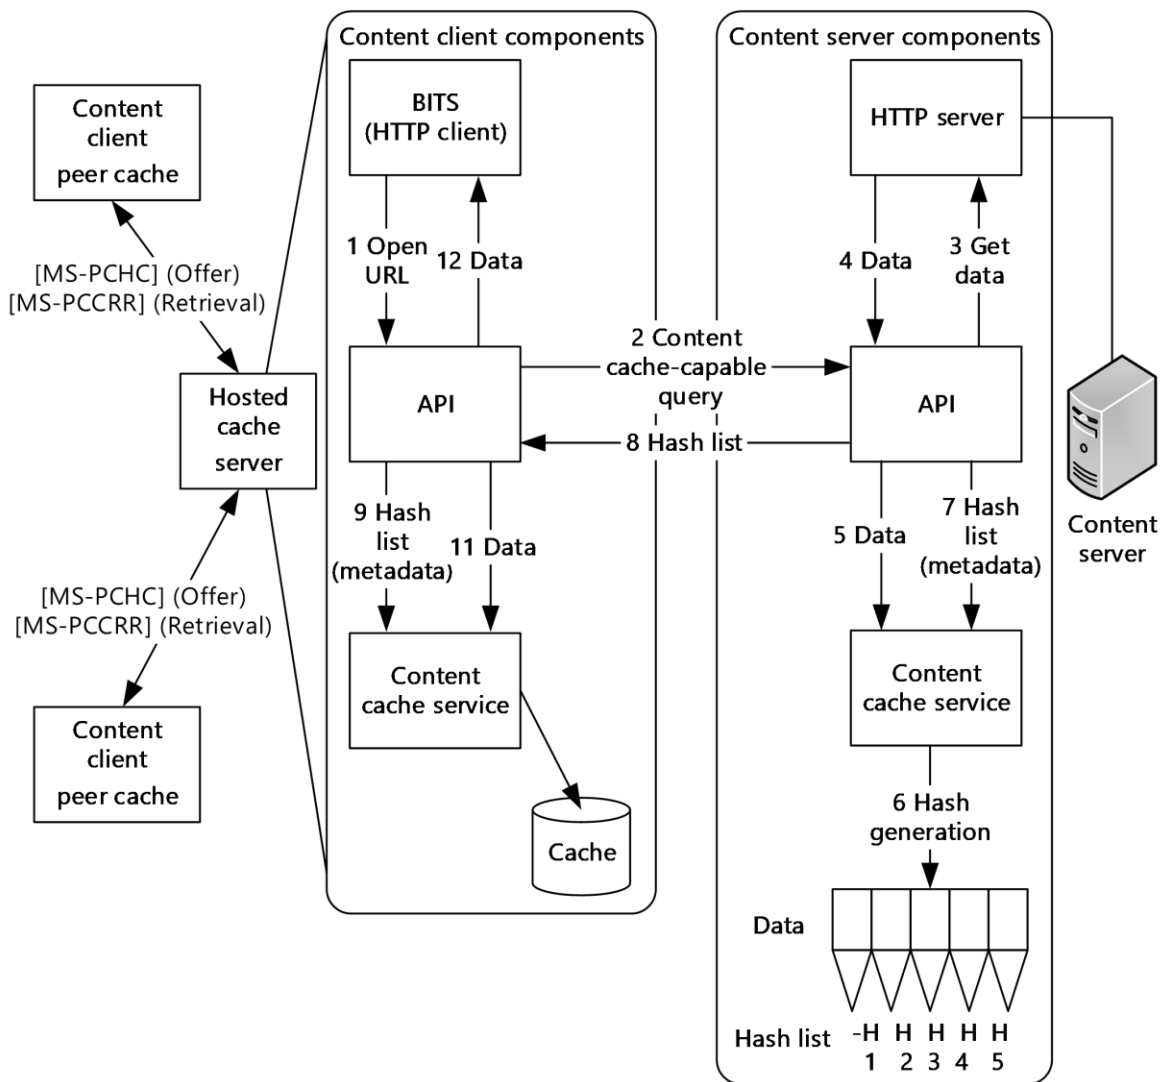 Content client components
Content server components
Content
client
peer cache
BITS
(HTTP client)
HTTP server
[MS-PCHC] (Offer)
[MS-PCCRR] (Retrieval)
1 Open
URL
12 Data
4 Data
3 Get
data
Hosted
cache
server
API
2 Content
cache-capable
query
8 Hash list
API
Content
server
9 Hash
list
(metadata)
11 Data
5 Data
7 Hash
list
(metadata)
[MS-PCHC] (Offer)
[MS-PCCRR] (Retrieval)
Content
client
peer cache
Content
cache service
Content
cache service
Cache
6 Hash
generation
Data
Hash list
-H H H H H
1 2 3 4 5